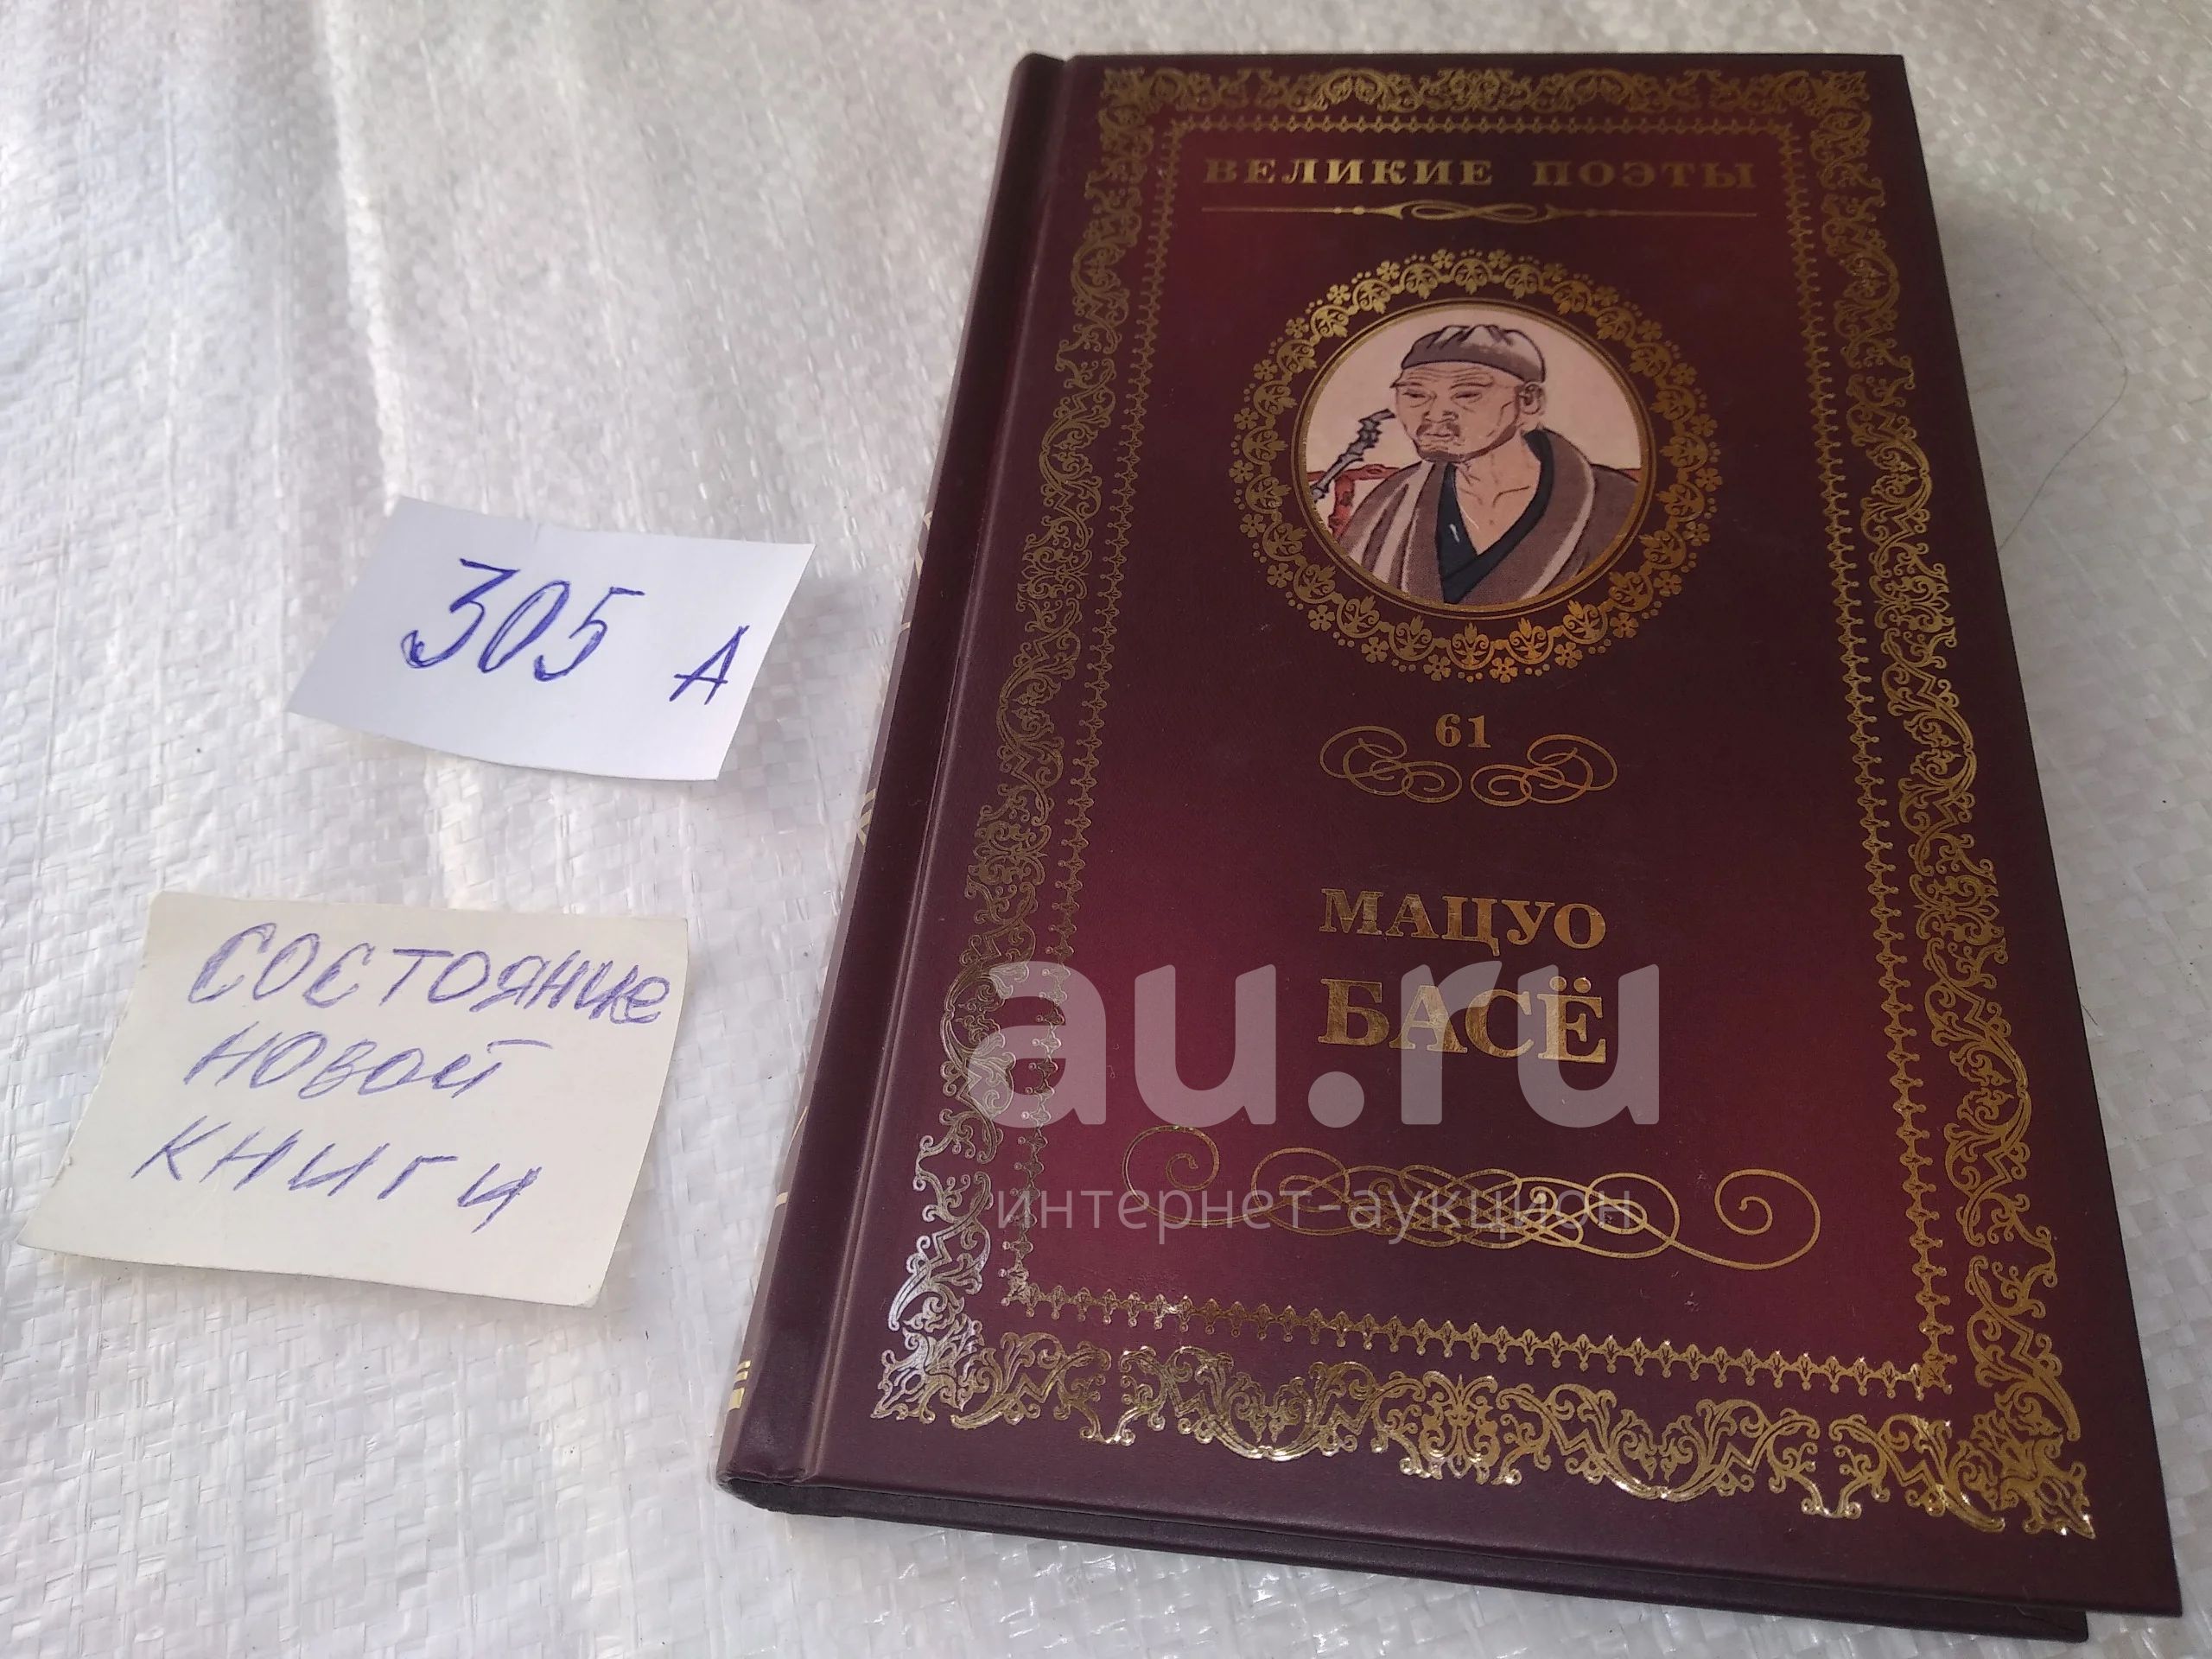 ВЕЛИКИЕ ПОЭТЫ
61
МАЦУО
БАСЁ
305 А
СОСТОЯНИЕ
НОВОЙ
КНИГИ
au.ru
интернет-аукцион